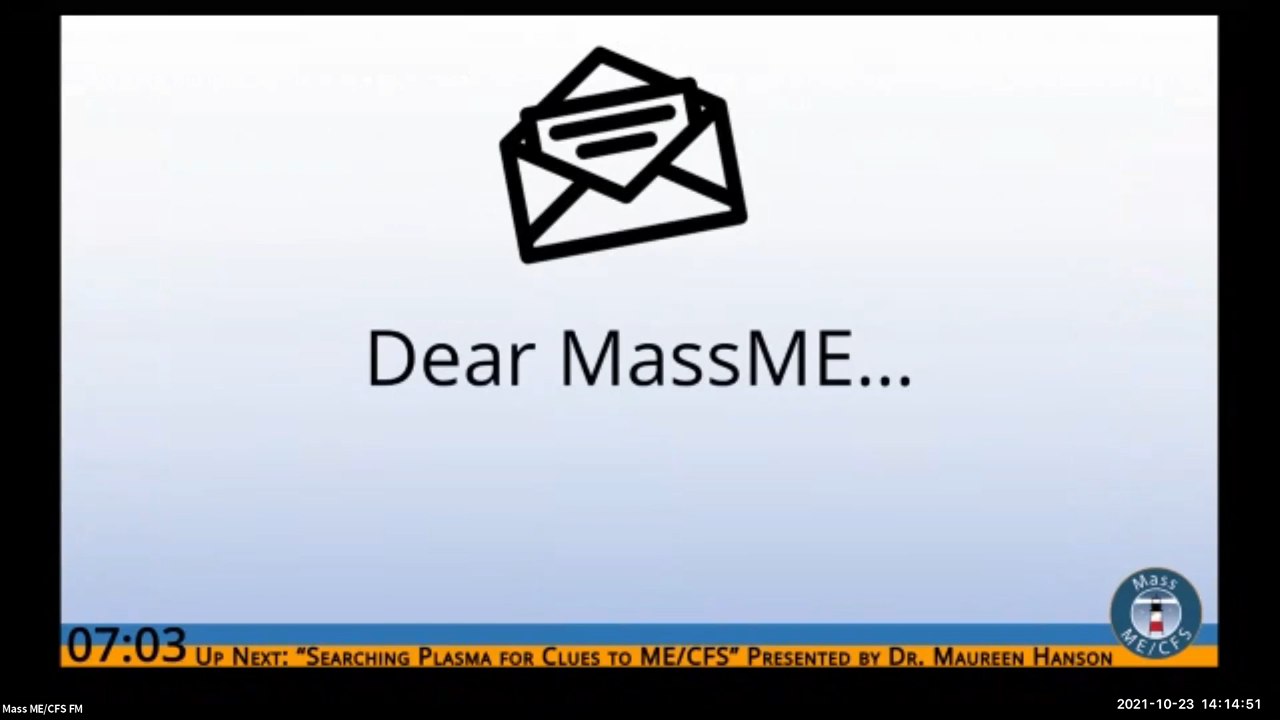 Dear MassME...
Mass
ME/CFS
07:03
Up Next: “Searching Plasma for Clues to ME/CFS” Presented by Dr. Maureen Hanson
Mass ME/CFS FM
2021-10-23 14:14:51